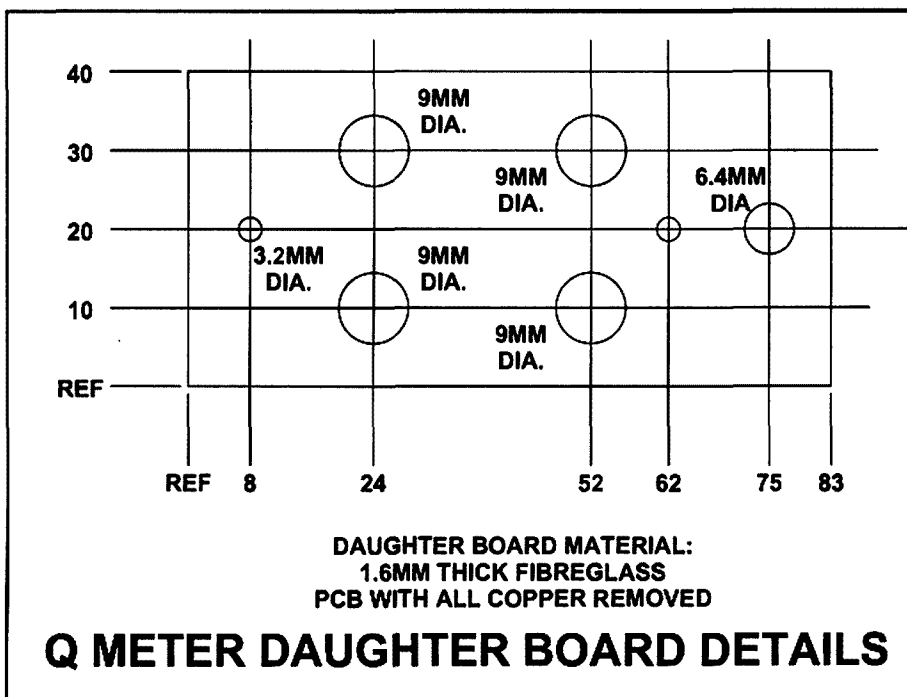 40
9MM
DIA.
30
9MM
DIA.
6.4MM
DIA
20
3.2MM
DIA.
9MM
DIA.
10
9MM
DIA.
REF
REF 8 24 52 62 75 83
DAUGHTER BOARD MATERIAL:
1.6MM THICK FIBREGLASS
PCB WITH ALL COPPER REMOVED
Q METER DAUGHTER BOARD DETAILS